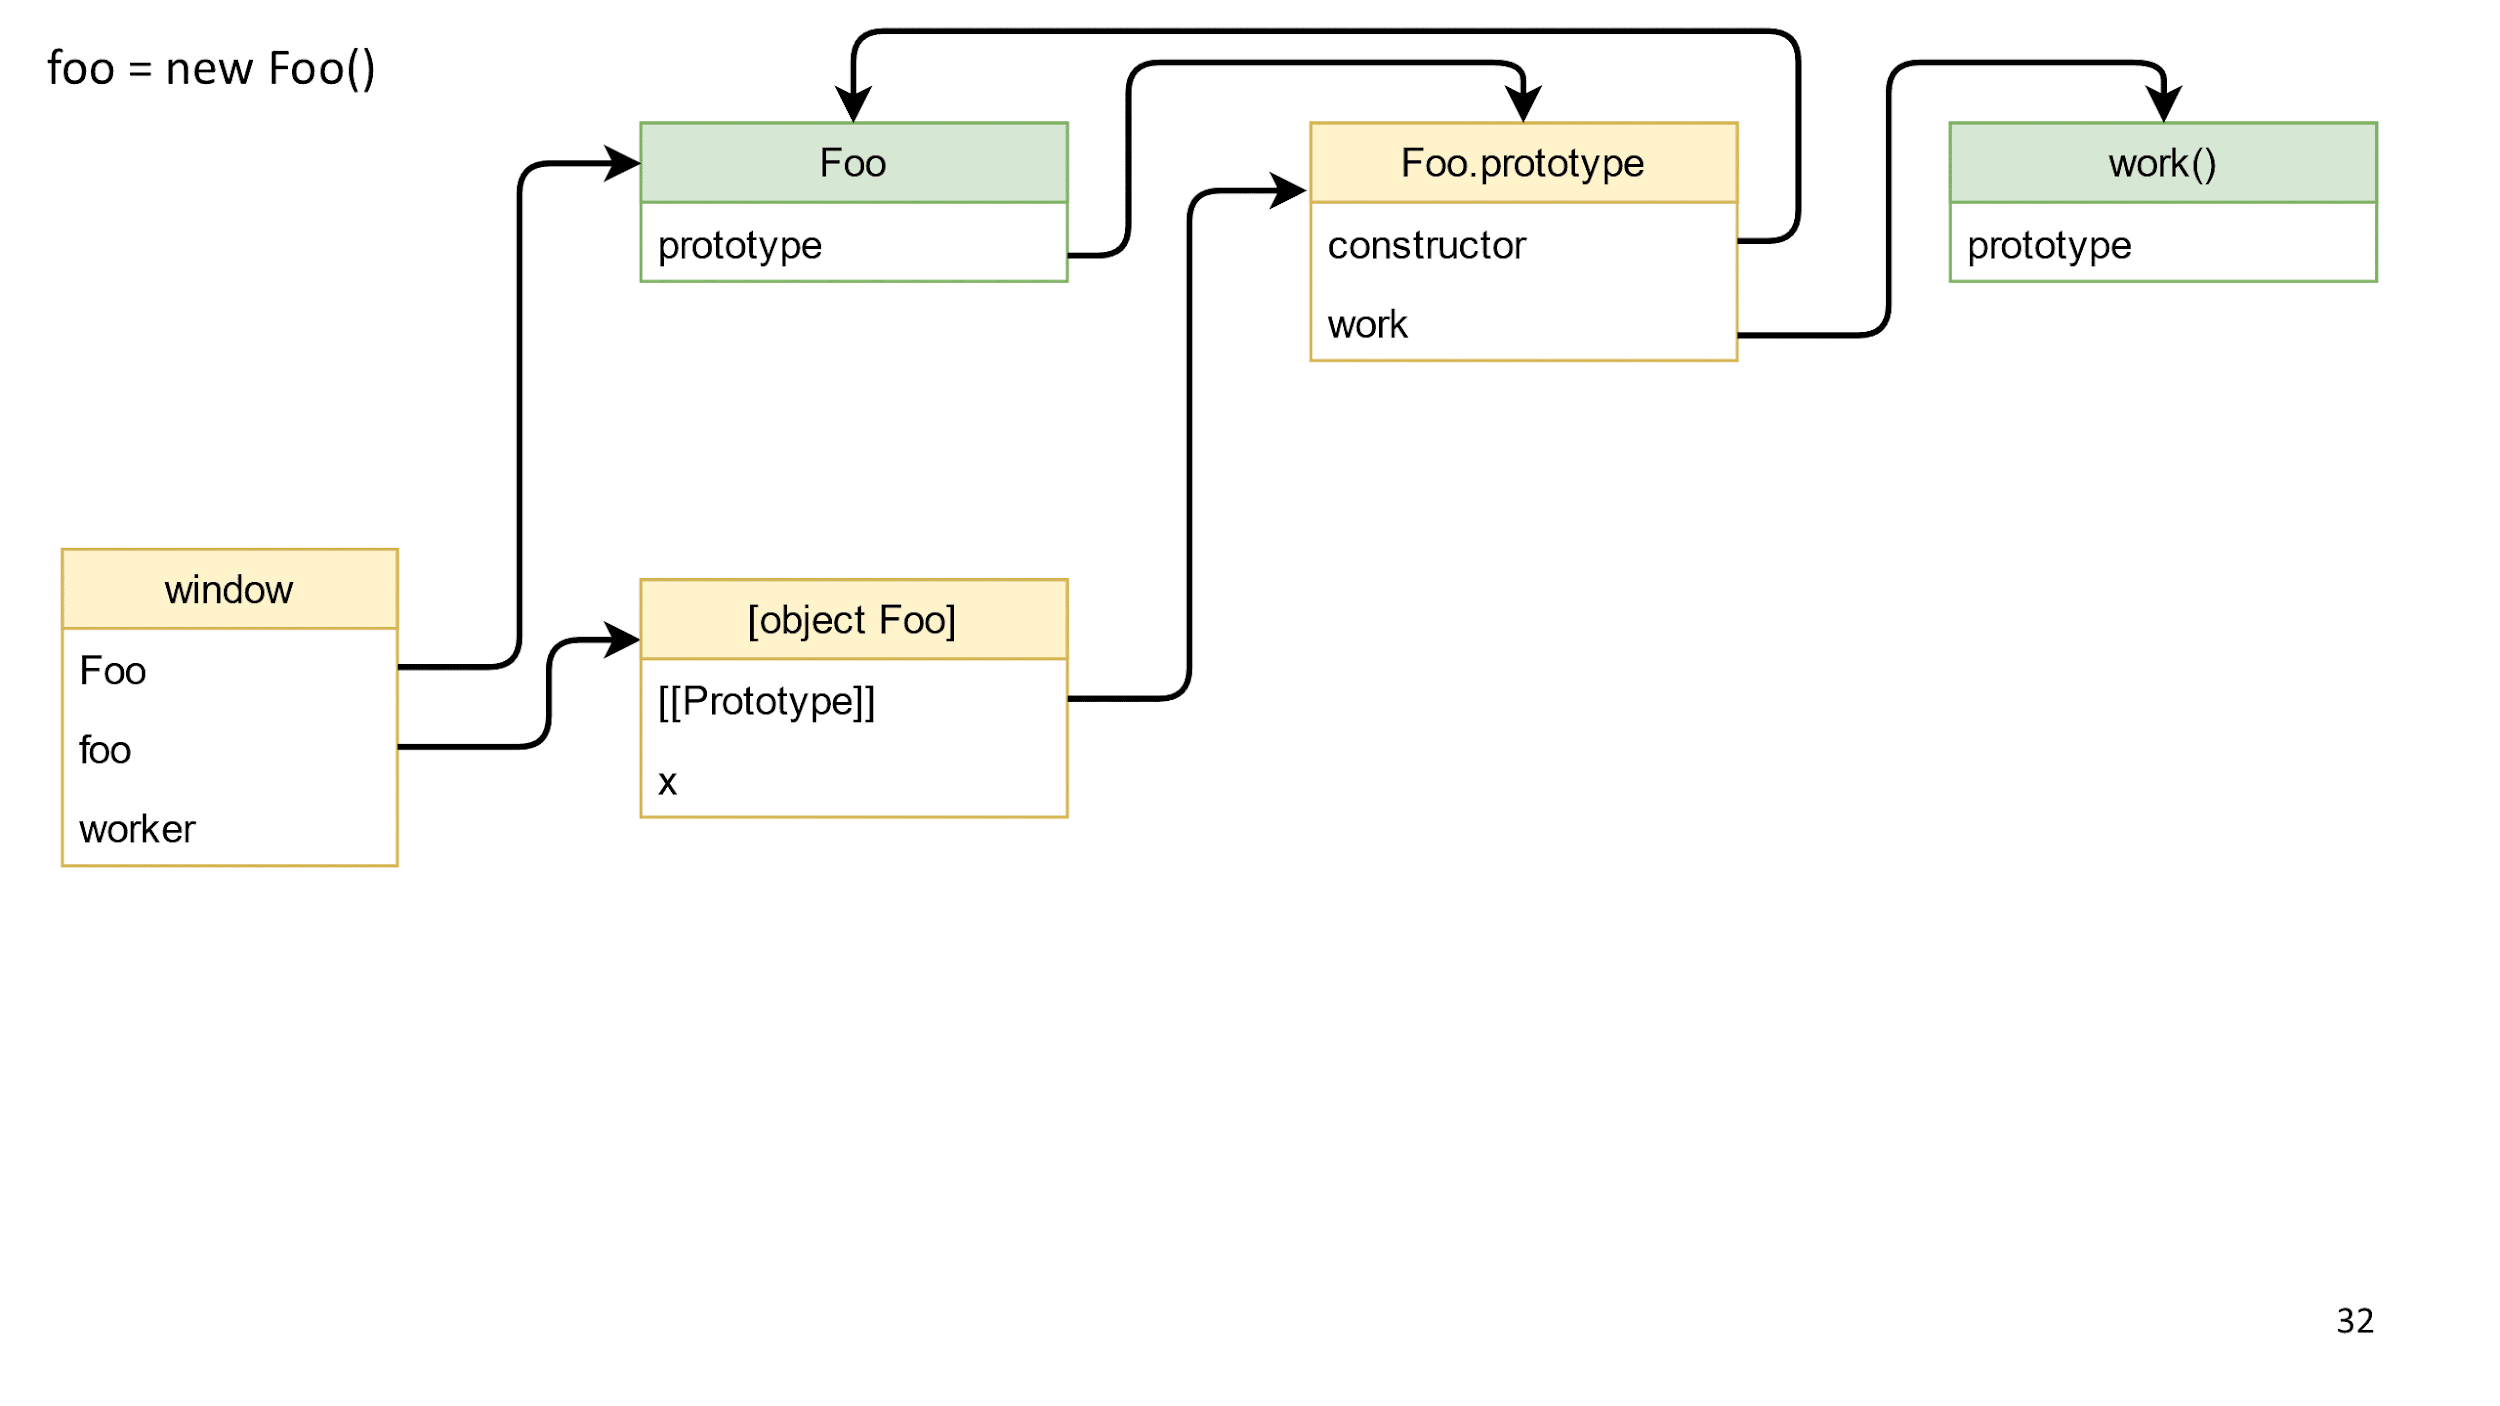 foo = new Foo()
Foo
prototype
Foo.prototype
constructor
work
work()
prototype
window
Foo
foo
worker
[object Foo]
[[Prototype]]
x
32